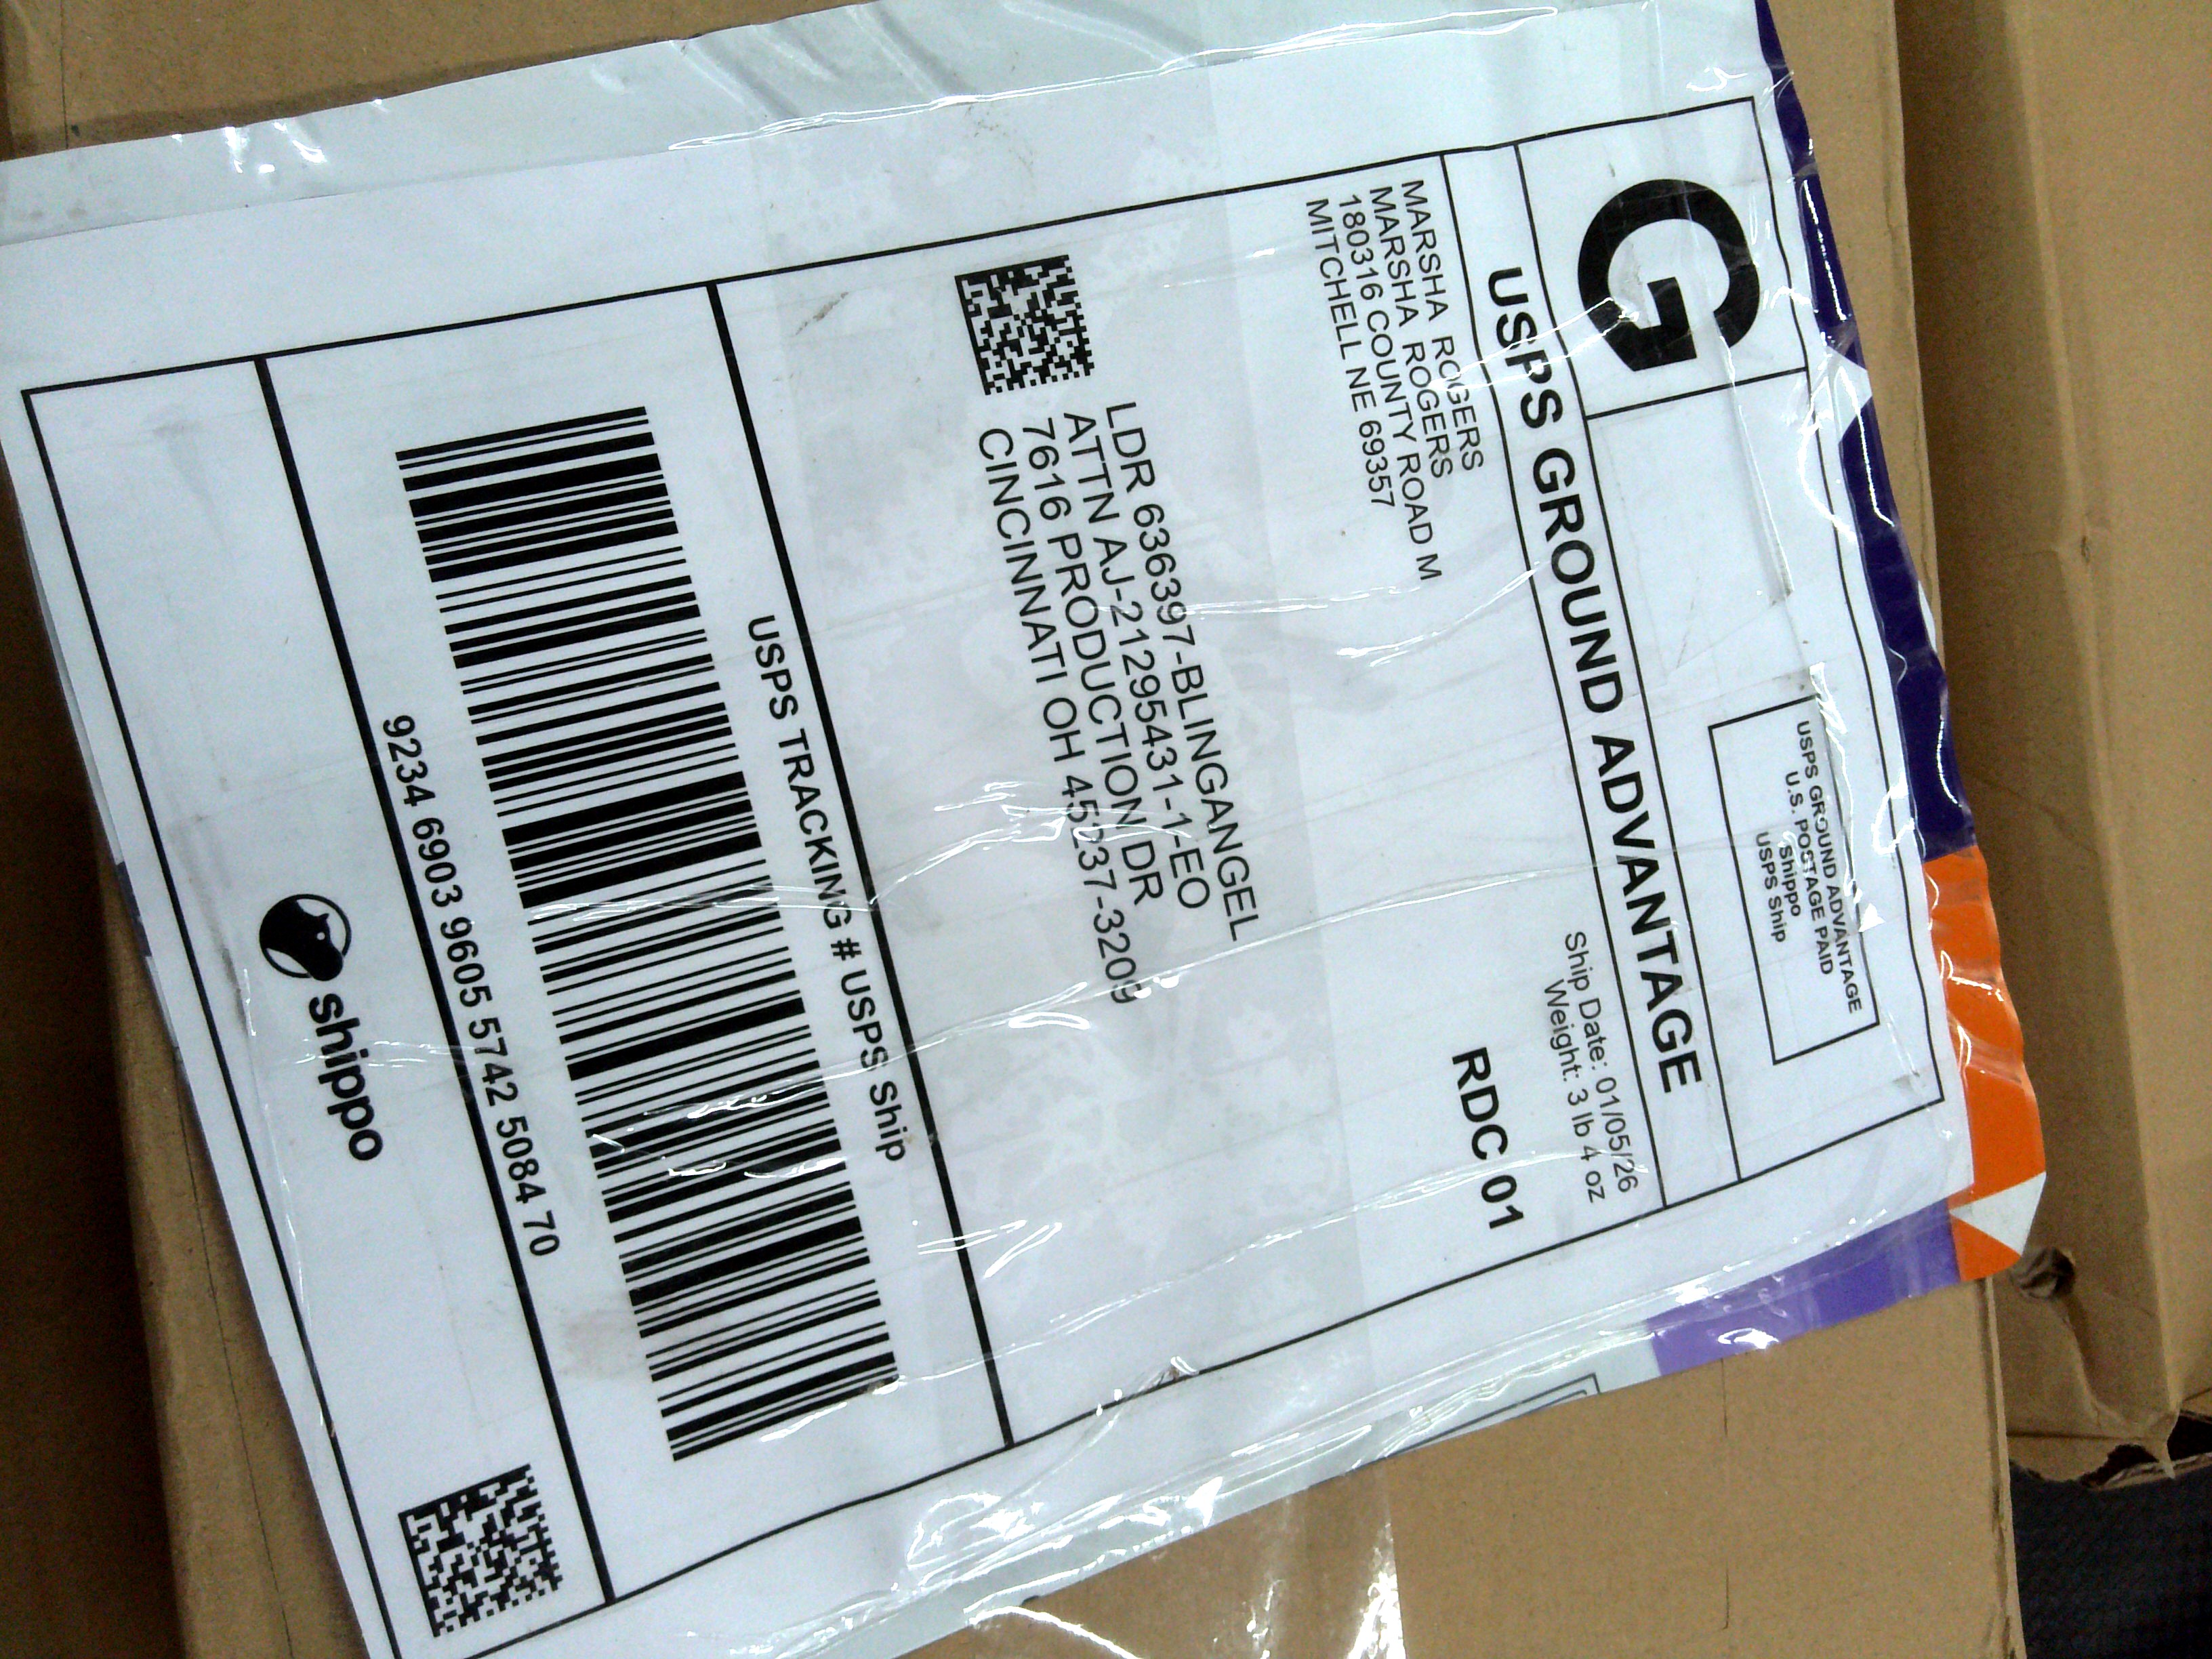 G
USPS GROUND ADVANTAGE
U.S. POSTAGE PAID
Shippo
USPS Ship
USPS GROUND ADVANTAGE
MARSHA ROGERS
MARSHA ROGERS
180316 COUNTY ROAD M
MITCHELL NE 69357
Ship Date: 01/05/26
Weight: 3 lb 4 oz
RDC 01
LDR 636397-BLINGANGEL
ATTN AJ-21295431-1-EO
7616 PRODUCTION DR
CINCINNATI OH 45237-3209
USPS TRACKING # USPS Ship
9234 6903 9605 5742 5084 70
shippo